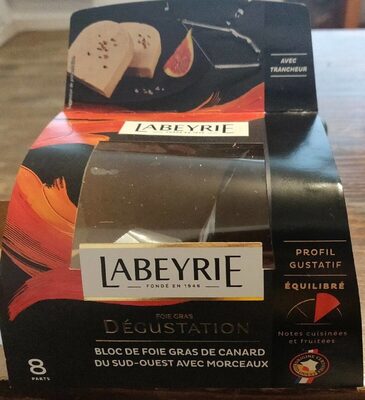 AVEC
TRANCHEUR
LABEYRIE
LABEYRIE
FONDÉ EN 1946
FOIE GRAS
DÉGUSTATION
BLOC DE FOIE GRAS DE CANARD
DU SUD-OUEST AVEC MORCEAUX
8
PARTS
PROFIL
GUSTATIF
ÉQUILIBRÉ
Notes cuisinées
et fruitées